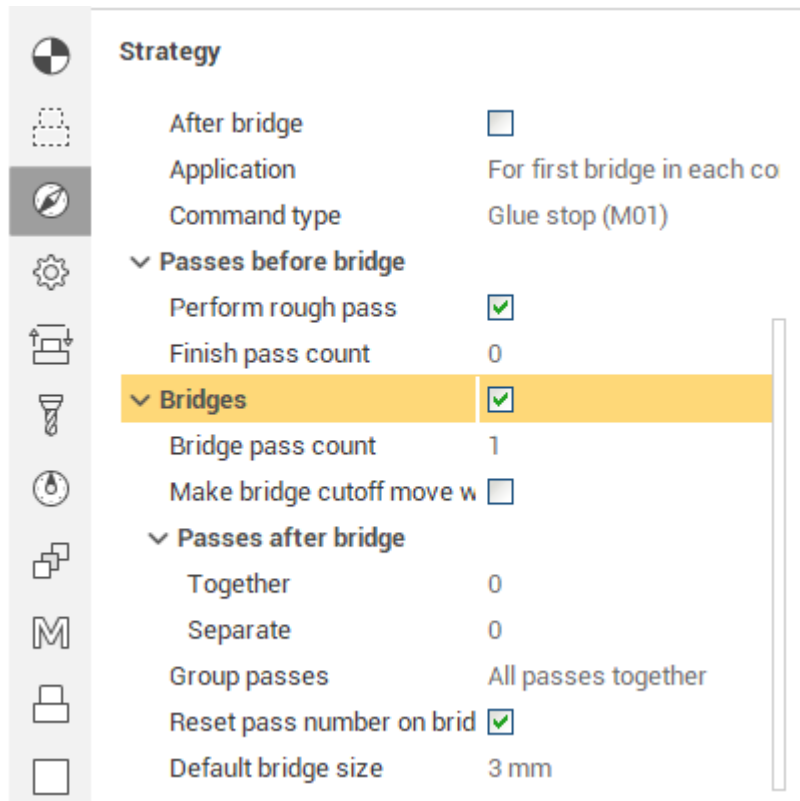 Strategy
After bridge
Application For first bridge in each co
Command type Glue stop (M01)
Passes before bridge
Perform rough pass
Finish pass count 0
Bridges
Bridge pass count 1
Make bridge cutoff move w
Passes after bridge
Together 0
Separate 0
Group passes All passes together
Reset pass number on brid
Default bridge size 3 mm